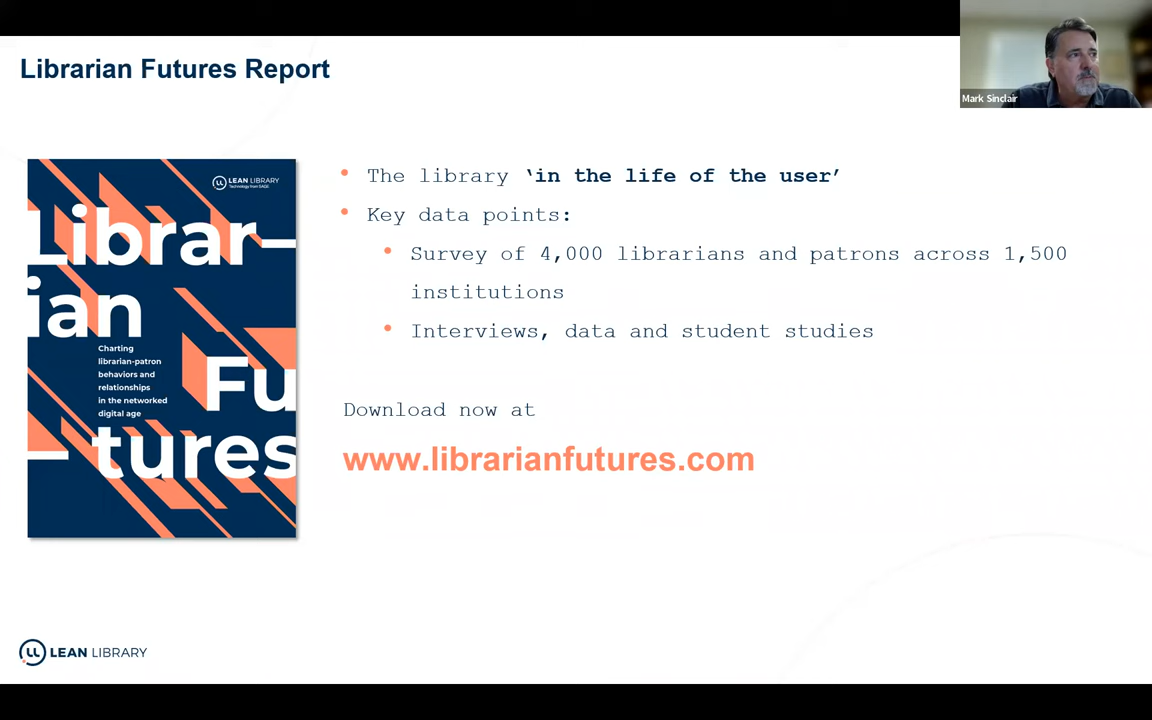 Librarian Futures Report
Mark Sinclair
LEAN LIBRARY
Technology from SAGE
Librar–
ian
Charting
librarian-patron
behaviors and
relationships
in the networked
digital age
Fu
– tures
• The library ‘in the life of the user’
• Key data points:
• Survey of 4,000 librarians and patrons across 1,500
institutions
• Interviews, data and student studies
Download now at
www.librarianfutures.com
LL LEAN LIBRARY